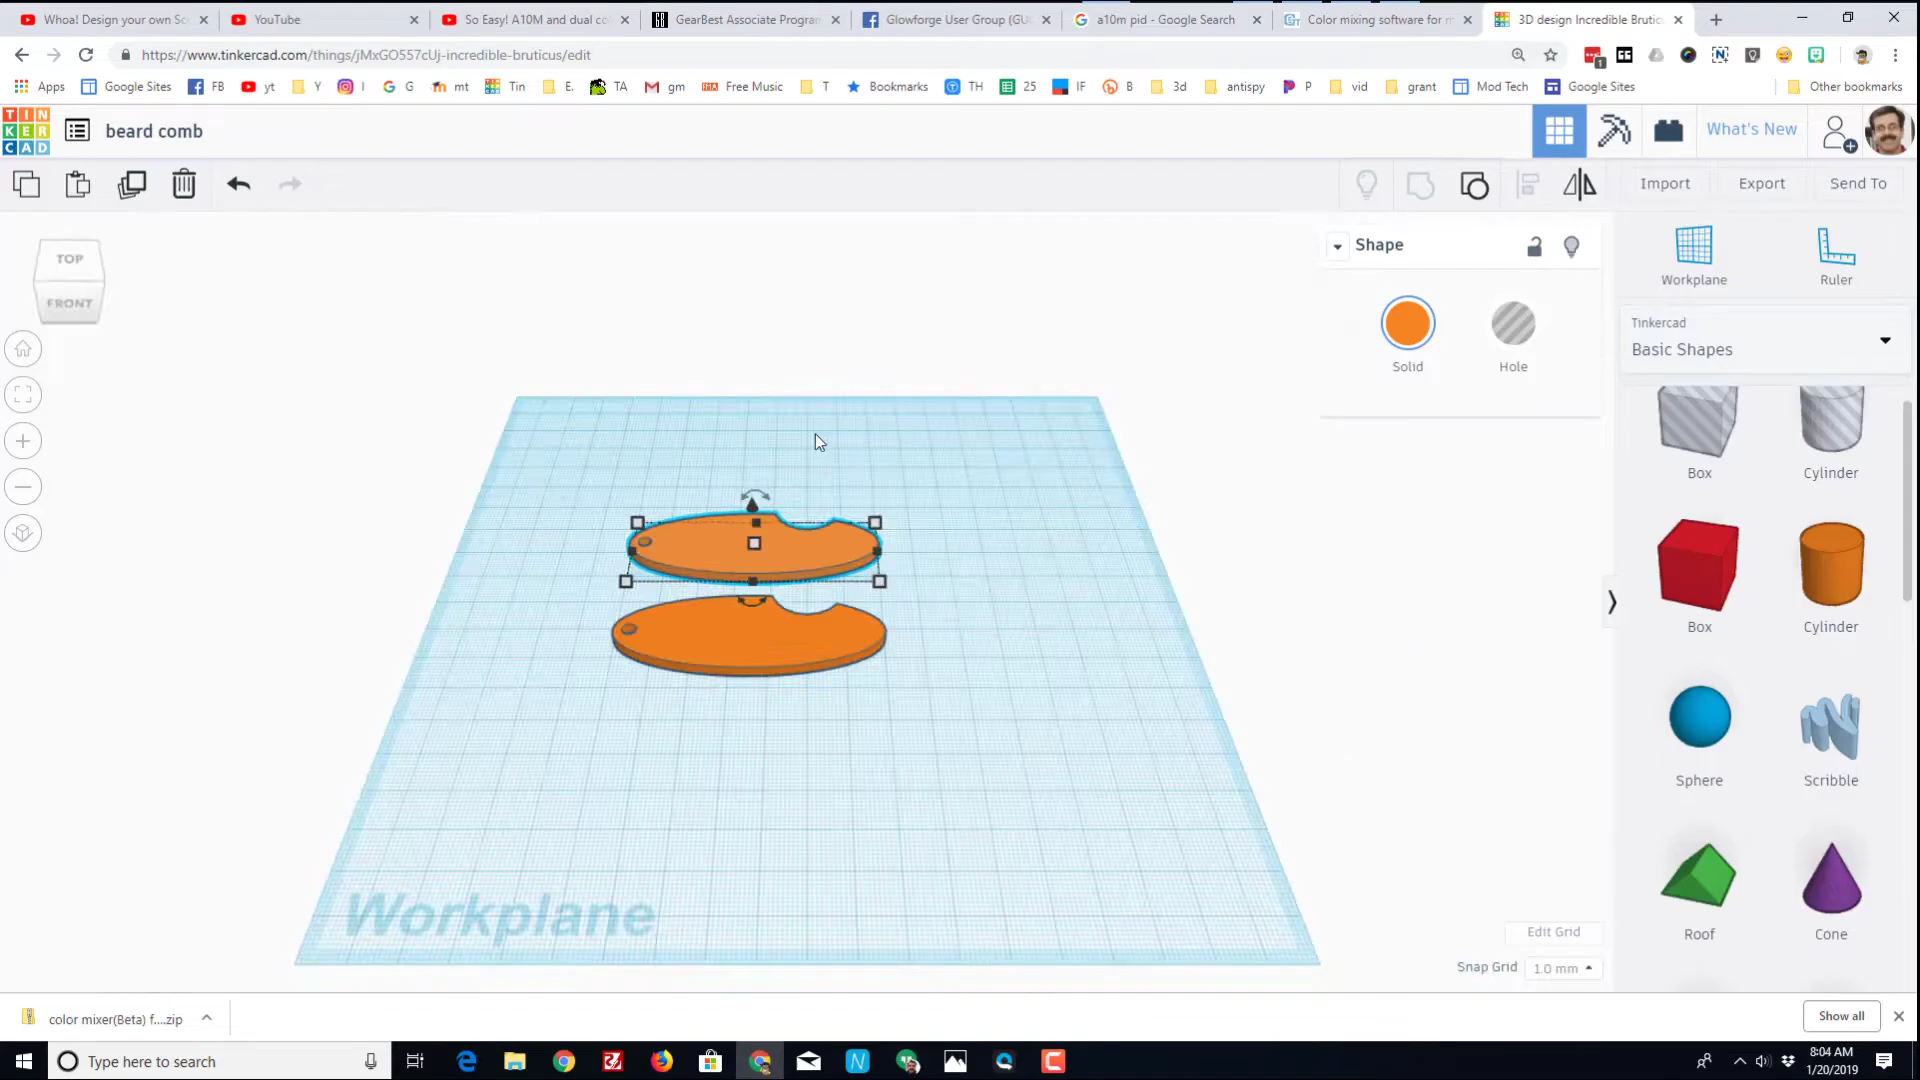 Whoa! Design your own Sc
YouTube
So Easy! A10M and dual co
GearBest Associate Program
Glowforge User Group (GU
a10m pid - Google Search
Color mixing software for m
3D design Incredible Brutic
https://www.tinkercad.com/things/jMxGO557cUj-incredible-bruticus/edit
1
Apps
Google Sites
FB
yt
Y
I
G
mt
Tin
E.
TA
gm
Free Music
T
Bookmarks
TH
25
IF
B
3d
antispy
P
vid
grant
Mod Tech
Google Sites
Other bookmarks
TIN
KER
CAD
beard comb
What's New
Import
Export
Send To
TOP
FRONT
Shape
Solid
Hole
Workplane
Ruler
Tinkercad
Basic Shapes
Box
Cylinder
Box
Cylinder
Sphere
Scribble
Roof
Cone
Workplane
Edit Grid
Snap Grid
1.0 mm
color mixer(Beta) f....zip
Show all
Type here to search
8:04 AM
1/20/2019